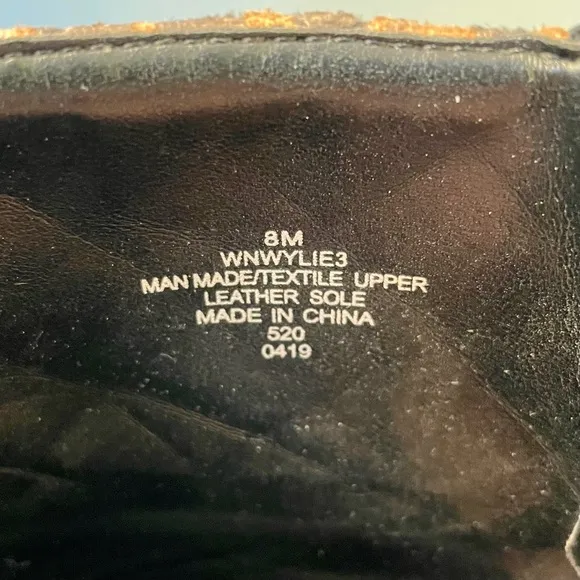 8M
WNWYLIE3
MAN MADE/TEXTILE UPPER
LEATHER SOLE
MADE IN CHINA
520
0419